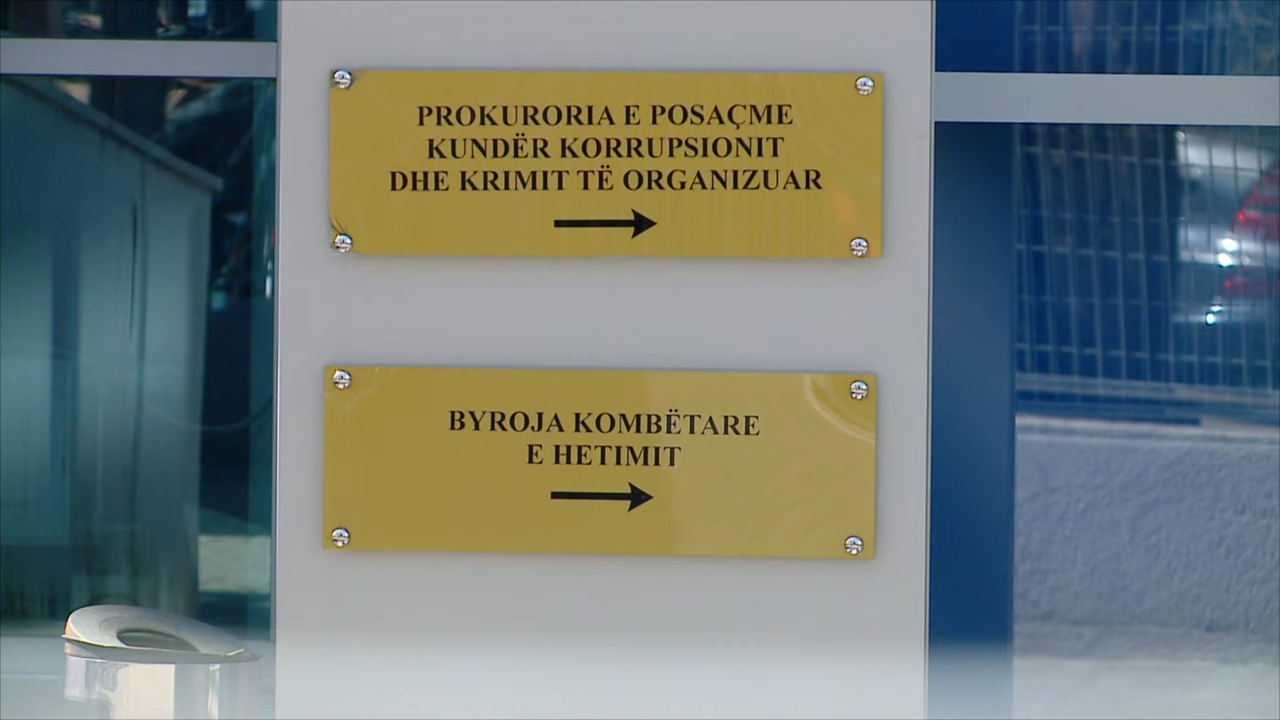 PROKURORIA E POSAÇME
KUNDËR KORRUPSIONIT
DHE KRIMIT TË ORGANIZUAR
BYROJA KOMBËTARE
E HETIMIT